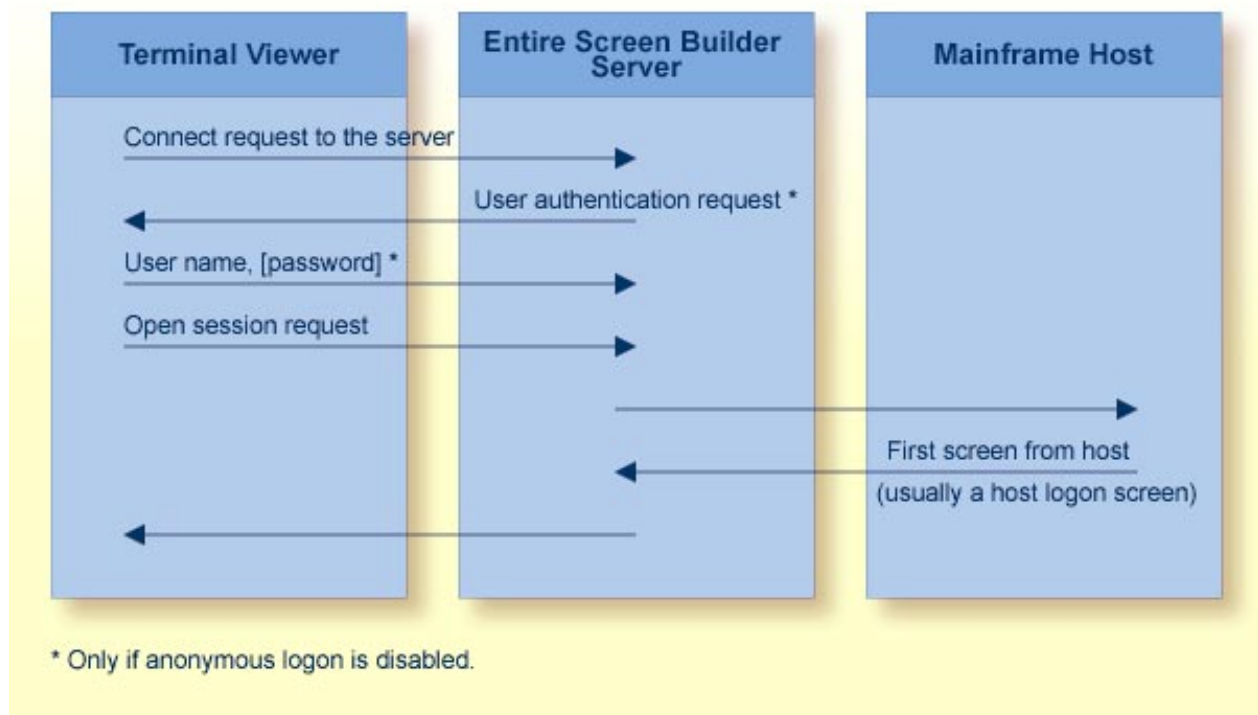 Terminal Viewer
Entire Screen Builder
Server
Mainframe Host
Connect request to the server
User authentication request *
User name, [password] *
Open session request
First screen from host
(usually a host logon screen)
* Only if anonymous logon is disabled.